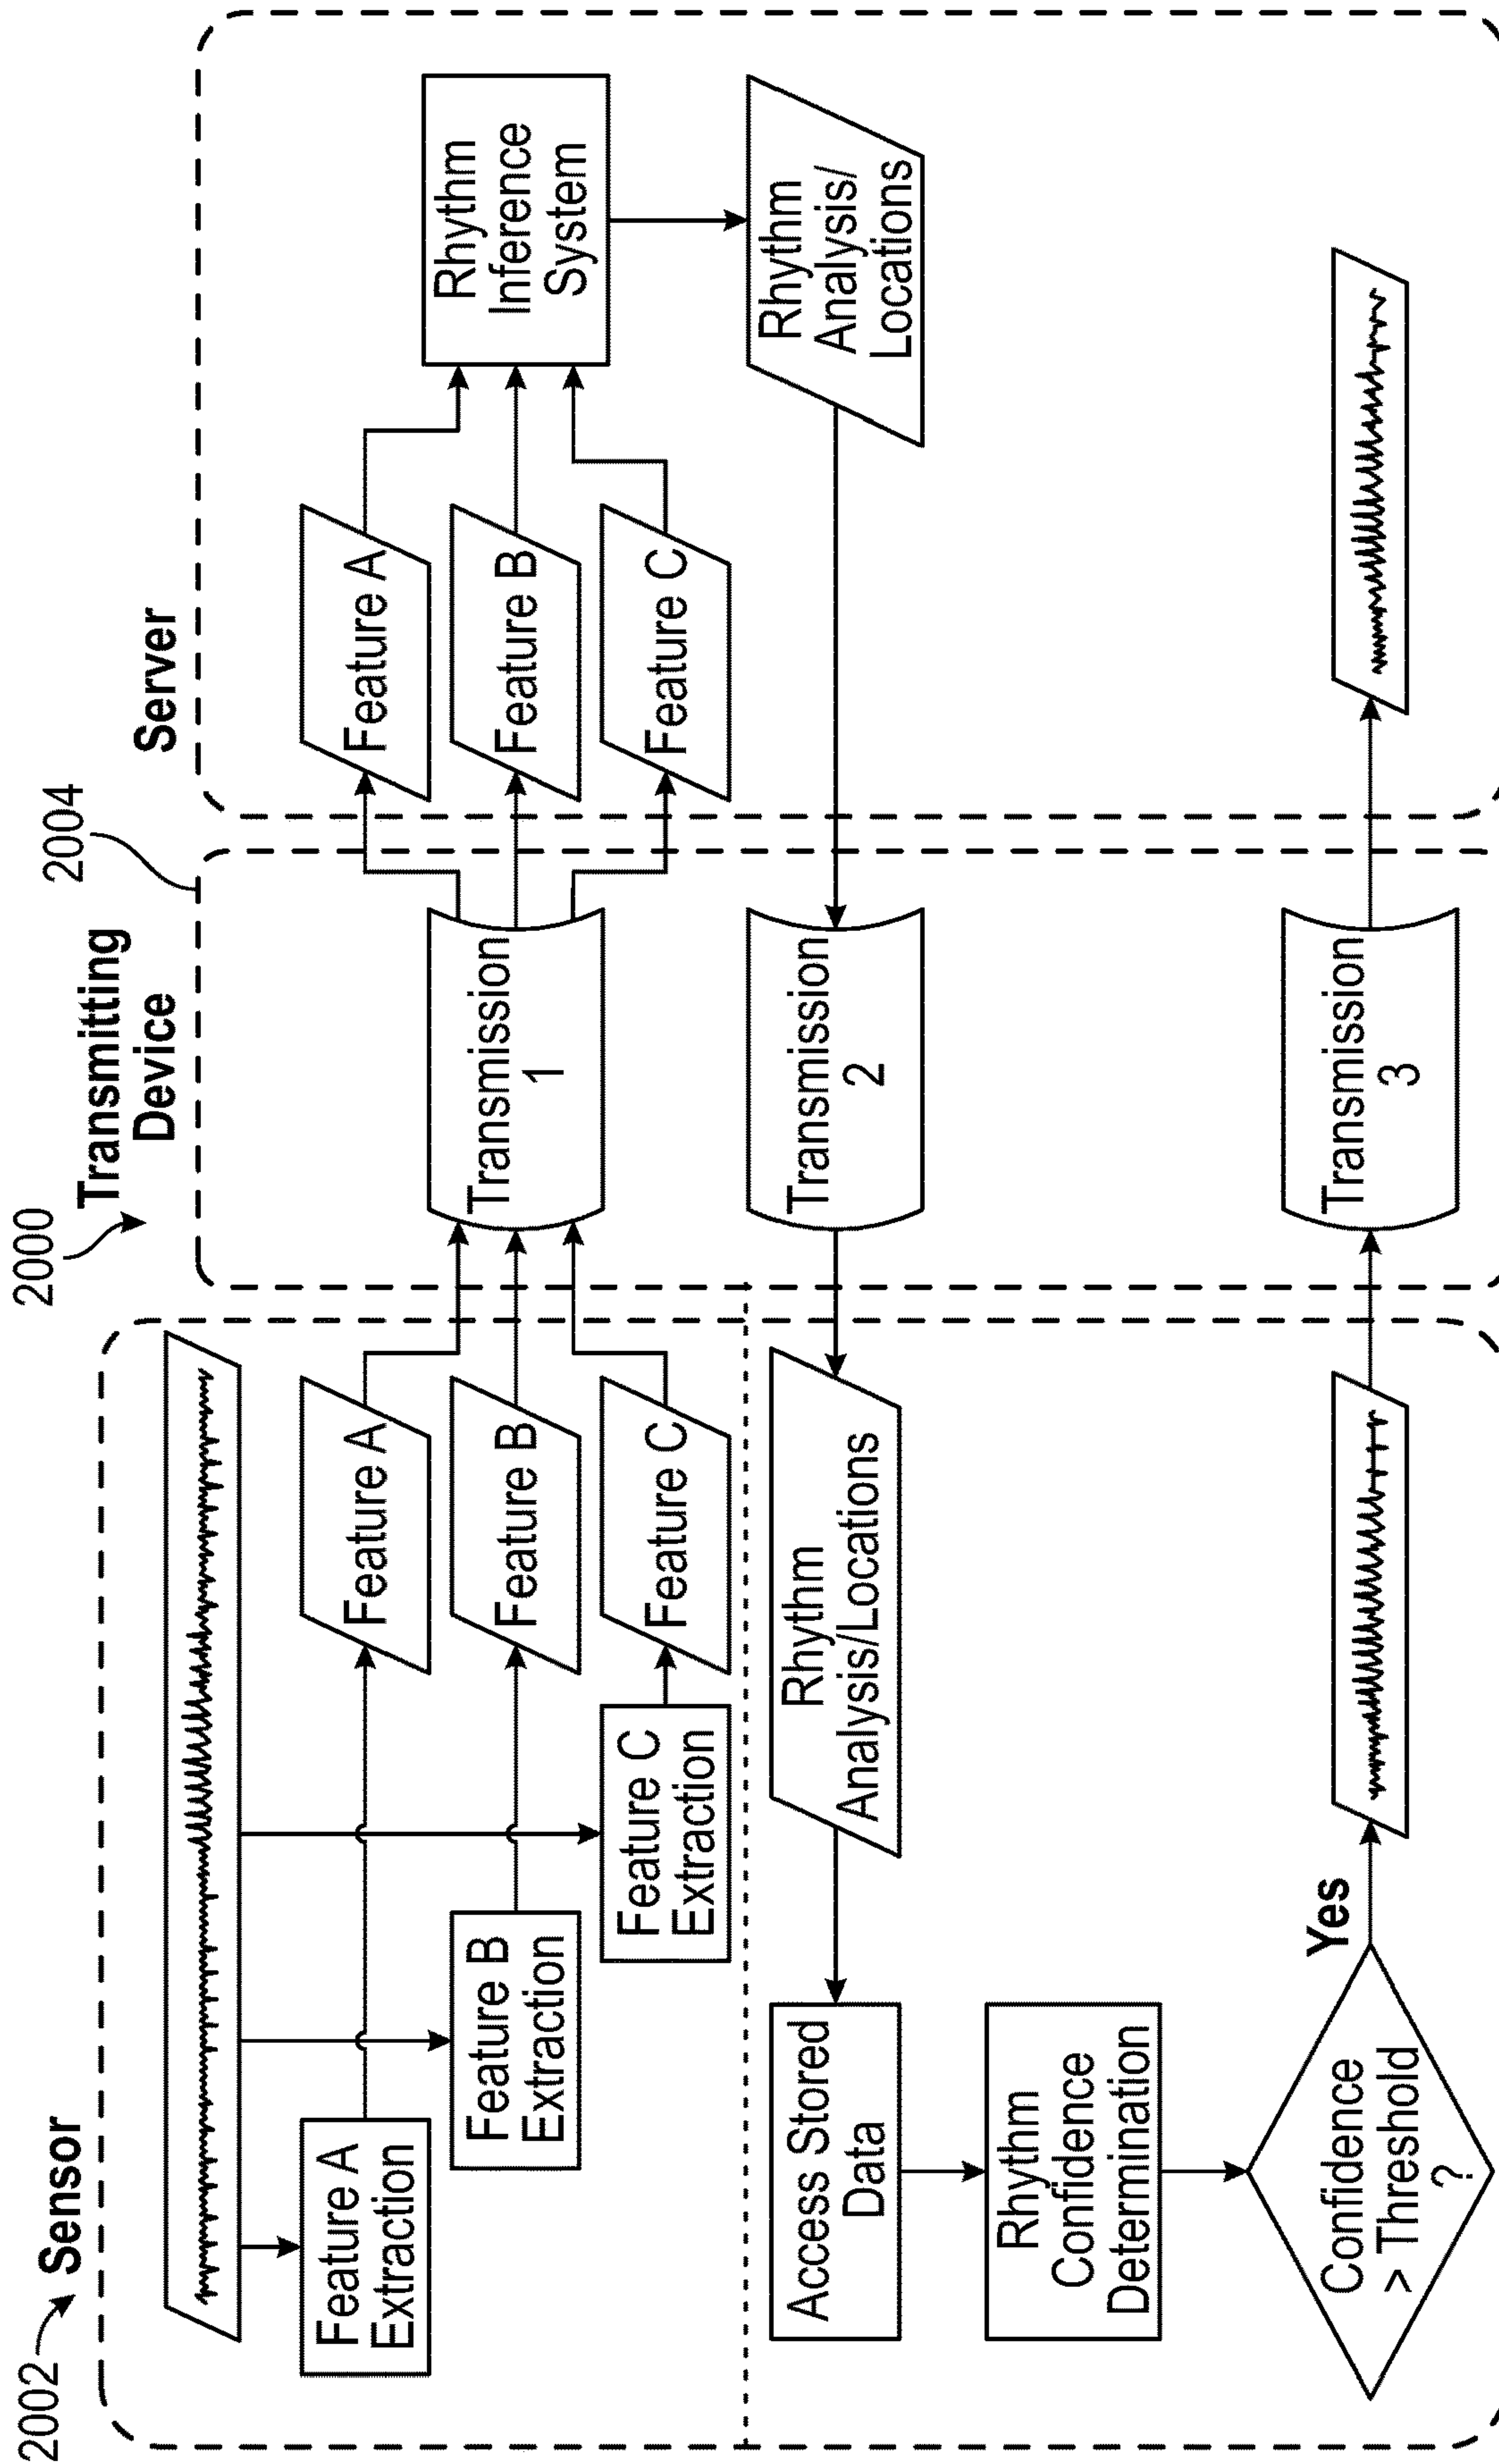 2000
2002
Sensor
Transmitting
Device
2004
Server
Feature A
Extraction
Feature B
Extraction
Feature C
Extraction
Feature A
Feature B
Feature C
Transmission
1
Feature A
Feature B
Feature C
Rhythm
Inference
System
Rhythm
Analysis/
Locations
Transmission
2
Rhythm
Analysis/Locations
Access Stored
Data
Rhythm
Confidence
Determination
Confidence
> Threshold
?
Yes
Transmission
3